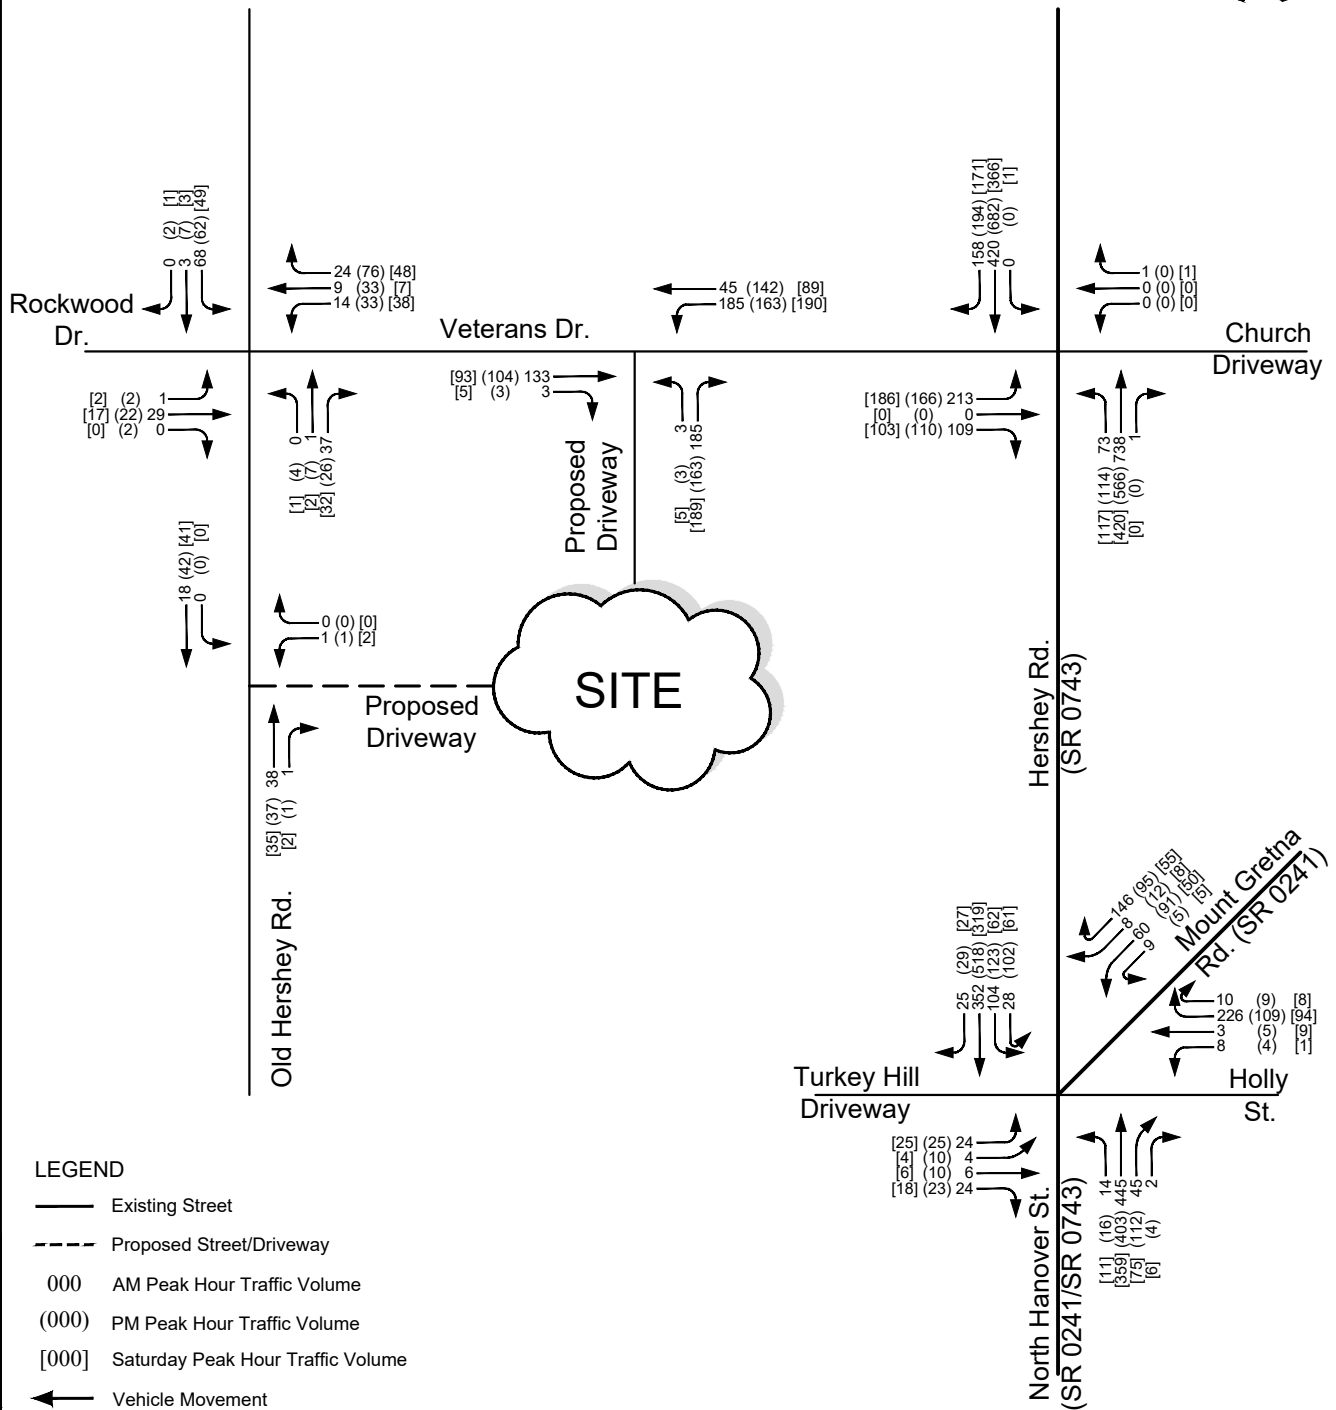 0 (2) [1]
3 (7) [3]
68 (62) [49]
24 (76) [48]
9 (33) [7]
14 (33) [38]
45 (142) [89]
185 (163) [190]
158 (194) [171]
420 (682) [366]
0 (0) [1]
1 (0) [1]
0 (0) [0]
0 (0) [0]
Rockwood
Dr.
Veterans Dr.
Church
Driveway
[2] (2) 1
[17] (22) 29
[0] (2) 0
[1] (4) 0
[2] (7) 1
[32] (26) 37
[93] (104) 133
[5] (3) 3
Proposed
Driveway
[5] (3) 3
[189] (163) 185
[186] (166) 213
[0] (0) 0
[103] (110) 109
[117] (114) 73
[420] (566) 738
[0] (0) 1
18 (42) [41]
0 (0) [0]
0 (0) [0]
1 (1) [2]
SITE
Proposed
Driveway
[35] (37) 38
[2] (1) 1
Old Hershey Rd.
Hershey Rd.
(SR 0743)
146 (95) [55]
8 (12) [8]
60 (91) [50]
9 (5) [5]
Mount Gretna
Rd. (SR 0241)
25 (29) [27]
352 (518) [319]
104 (123) [62]
28 (102) [61]
10 (9) [8]
226 (109) [94]
3 (5) [9]
8 (4) [1]
Turkey Hill
Driveway
Holly
St.
[25] (25) 24
[4] (10) 4
[6] (10) 6
[18] (23) 24
North Hanover St.
(SR 0241/SR 0743)
[11] (16) 14
[359] (403) 445
[75] (112) 45
[6] (4) 2
LEGEND
Existing Street
Proposed Street/Driveway
000 AM Peak Hour Traffic Volume
(000) PM Peak Hour Traffic Volume
[000] Saturday Peak Hour Traffic Volume
Vehicle Movement